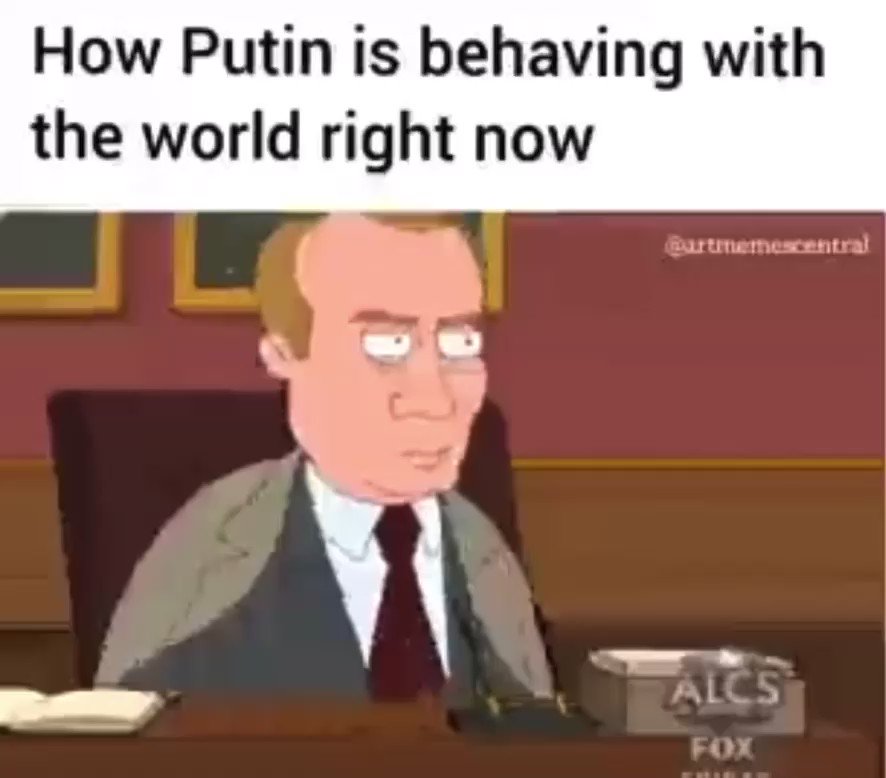 How Putin is behaving with
the world right now
@artmemescentral
ALCS
FOX